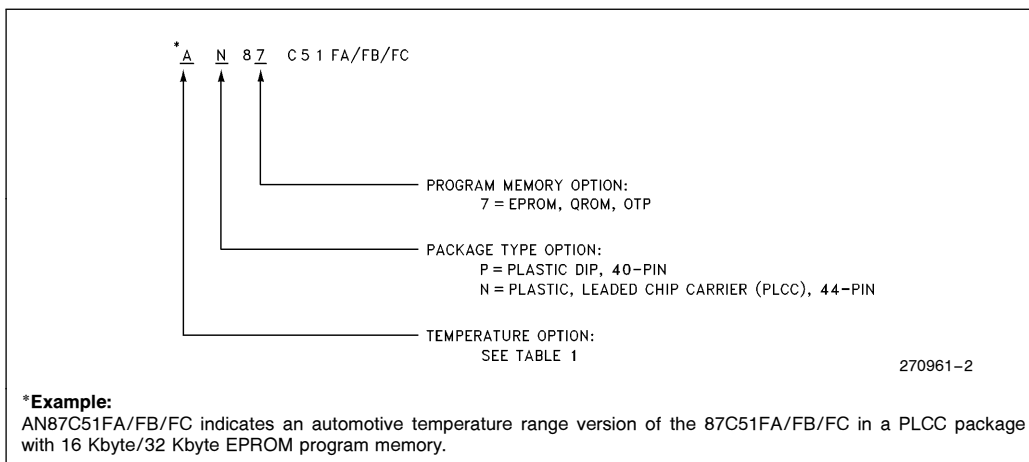 *A N 87 C51FA/FB/FC
PROGRAM MEMORY OPTION:
7 = EPROM, QROM, OTP
PACKAGE TYPE OPTION:
P = PLASTIC DIP, 40-PIN
N = PLASTIC, LEADED CHIP CARRIER (PLCC), 44-PIN
TEMPERATURE OPTION:
SEE TABLE 1
270961–2
*Example:
AN87C51FA/FB/FC indicates an automotive temperature range version of the 87C51FA/FB/FC in a PLCC package
with 16 Kbyte/32 Kbyte EPROM program memory.